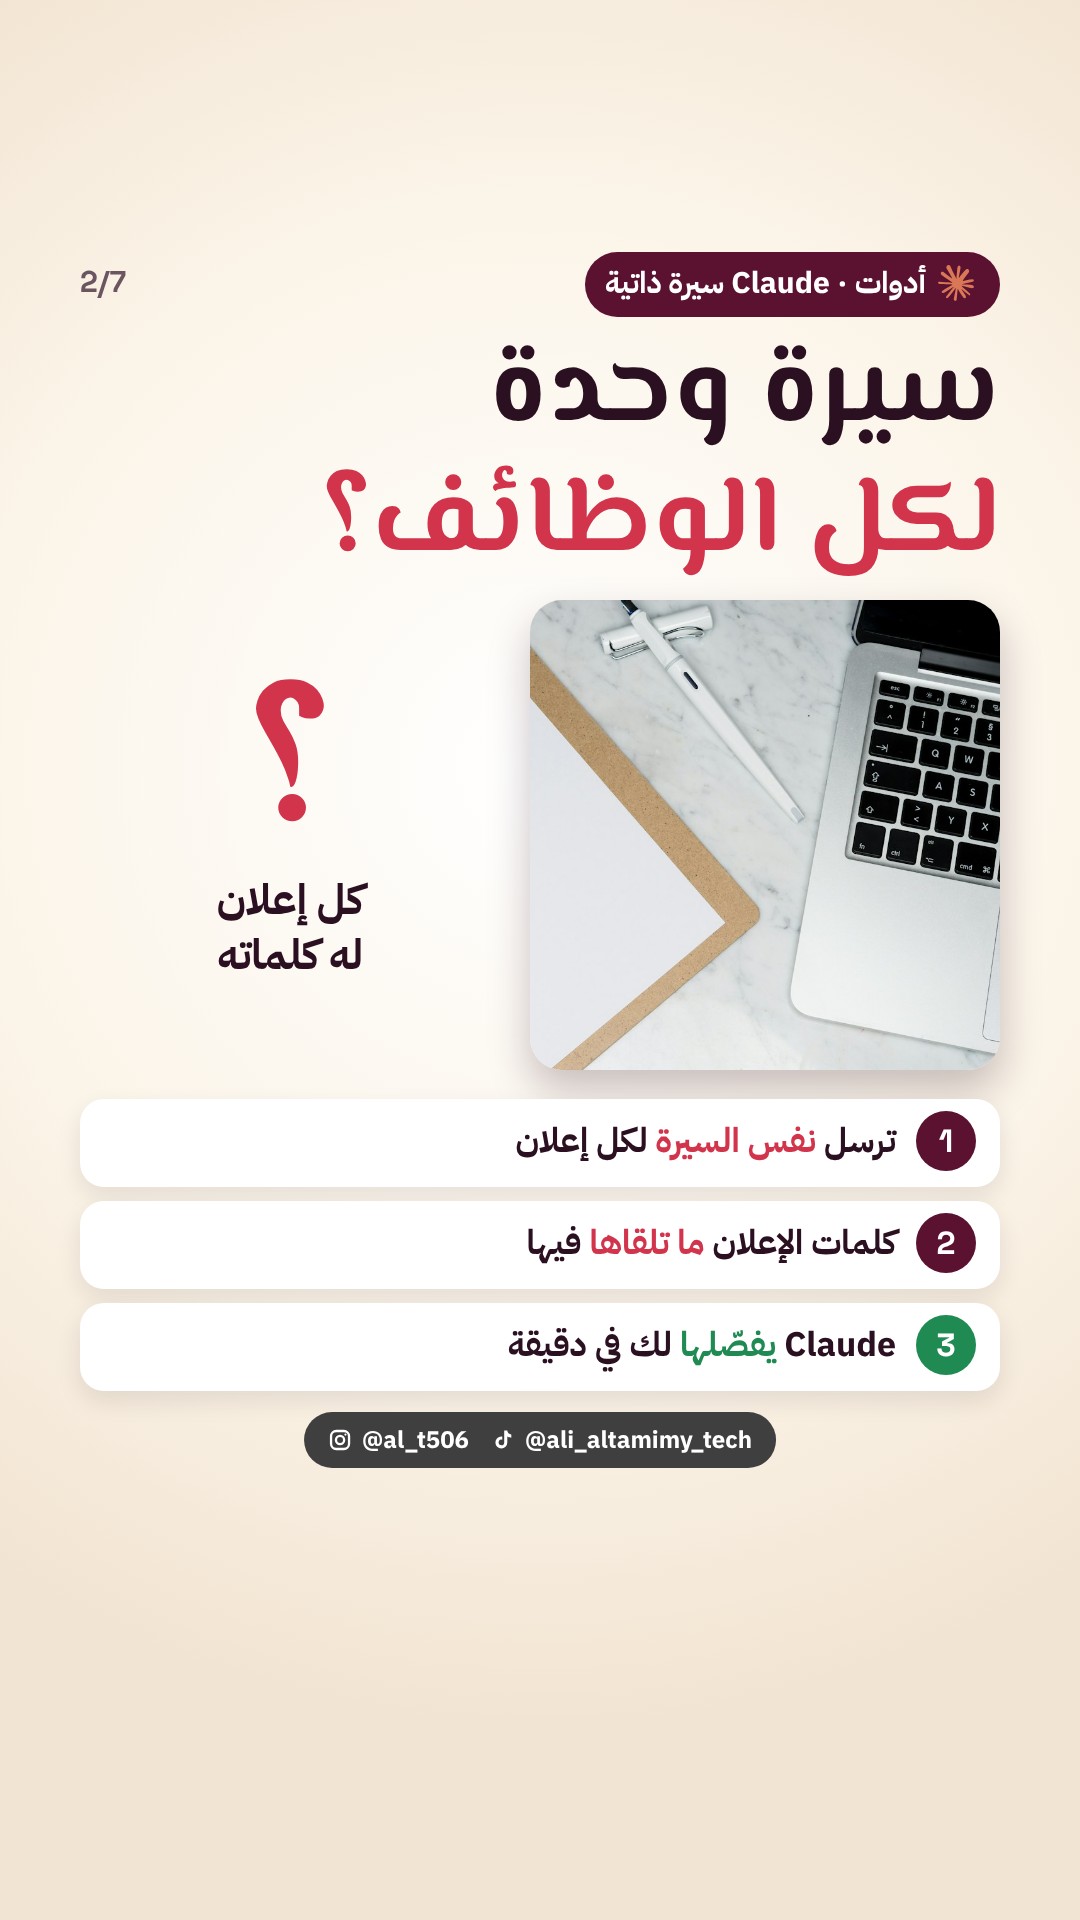 أدوات · Claude سيرة ذاتية
2/7
سيرة وحدة
لكل الوظائف؟
؟
كل إعلان
له كلماته
1 ترسل نفس السيرة لكل إعلان
2 كلمات الإعلان ما تلقاها فيها
3 Claude يفصّلها لك في دقيقة
@al_t506 @ali_altamimy_tech